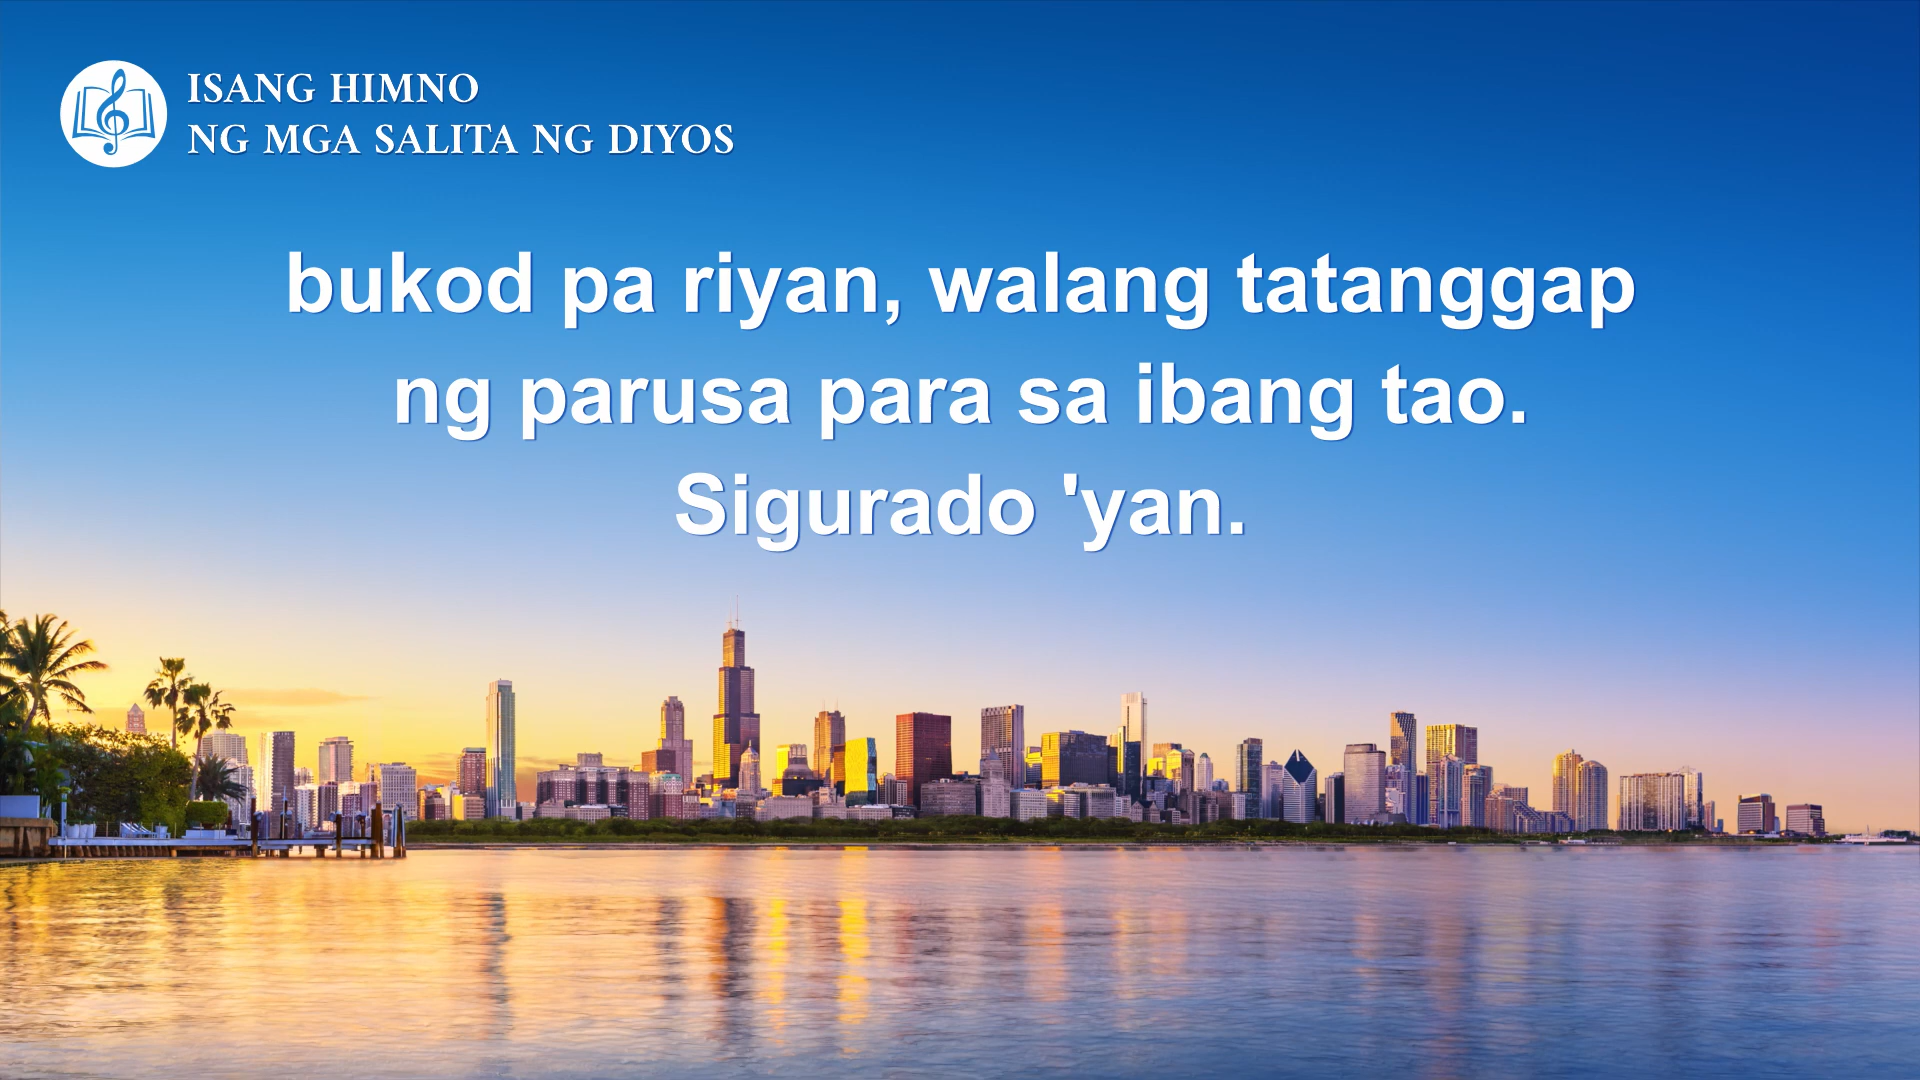 ISANG HIMNO
NG MGA SALITA NG DIYOS
bukod pa riyan, walang tatanggap
ng parusa para sa ibang tao.
Sigurado 'yan.